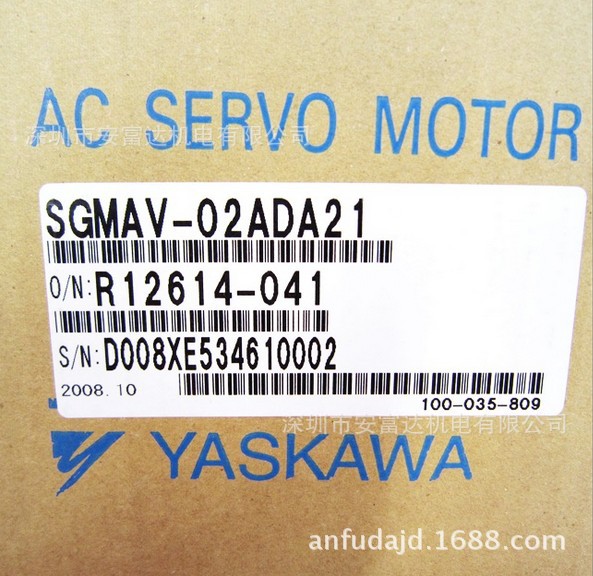 AC SERVO MOTOR
深圳市安富达机电有限公司
SGMAV-02ADA21
O/N:R12614-041
S/N:D008XE534610002
2008.10
100-035-809
深圳市安富达机电有限公司
YASKAWA
anfudajd.1688.com